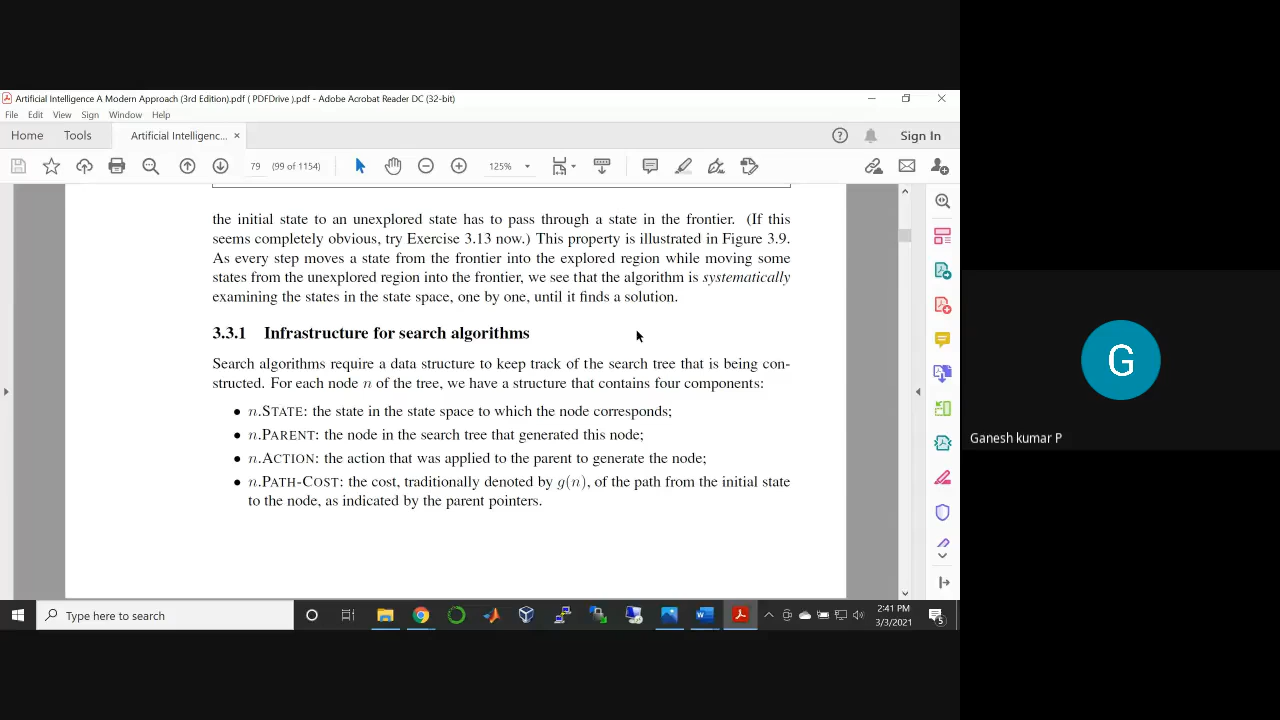 Artificial Intelligence A Modern Approach (3rd Edition).pdf ( PDFDrive ).pdf - Adobe Acrobat Reader DC (32-bit)
File Edit View Sign Window Help
Home Tools Artificial Intelligenc... × Sign In
79 (99 of 1154) 125%
the initial state to an unexplored state has to pass through a state in the frontier. (If this
seems completely obvious, try Exercise 3.13 now.) This property is illustrated in Figure 3.9.
As every step moves a state from the frontier into the explored region while moving some
states from the unexplored region into the frontier, we see that the algorithm is systematically
examining the states in the state space, one by one, until it finds a solution.
3.3.1 Infrastructure for search algorithms
Search algorithms require a data structure to keep track of the search tree that is being con-
structed. For each node n of the tree, we have a structure that contains four components:
• n.STATE: the state in the state space to which the node corresponds;
• n.PARENT: the node in the search tree that generated this node;
• n.ACTION: the action that was applied to the parent to generate the node;
• n.PATH-COST: the cost, traditionally denoted by g(n), of the path from the initial state
to the node, as indicated by the parent pointers.
G
Ganesh kumar P
Type here to search
2:41 PM
3/3/2021
5